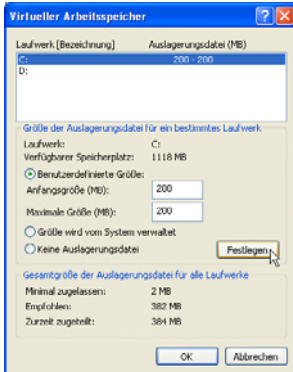 Virtueller Arbeitsspeicher
Laufwerk [Bezeichnung] Auslagerungsdatei (MB)
C: 200 - 200
D:
Größe der Auslagerungsdatei für ein bestimmtes Laufwerk
Laufwerk: C:
Verfügbarer Speicherplatz: 1118 MB
Benutzerdefinierte Größe:
Anfangsgröße (MB): 200
Maximale Größe (MB): 200
Größe wird vom System verwaltet
Keine Auslagerungsdatei Festlegen
Gesamtgröße der Auslagerungsdatei für alle Laufwerke
Minimal zugelassen: 2 MB
Empfohlen: 382 MB
Zurzeit zugeteilt: 384 MB
OK Abbrechen